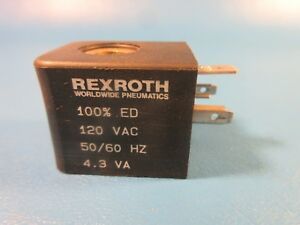 REXROTH
WORLDWIDE PNEUMATICS
100% ED
120 VAC
50/60 HZ
4.3 VA